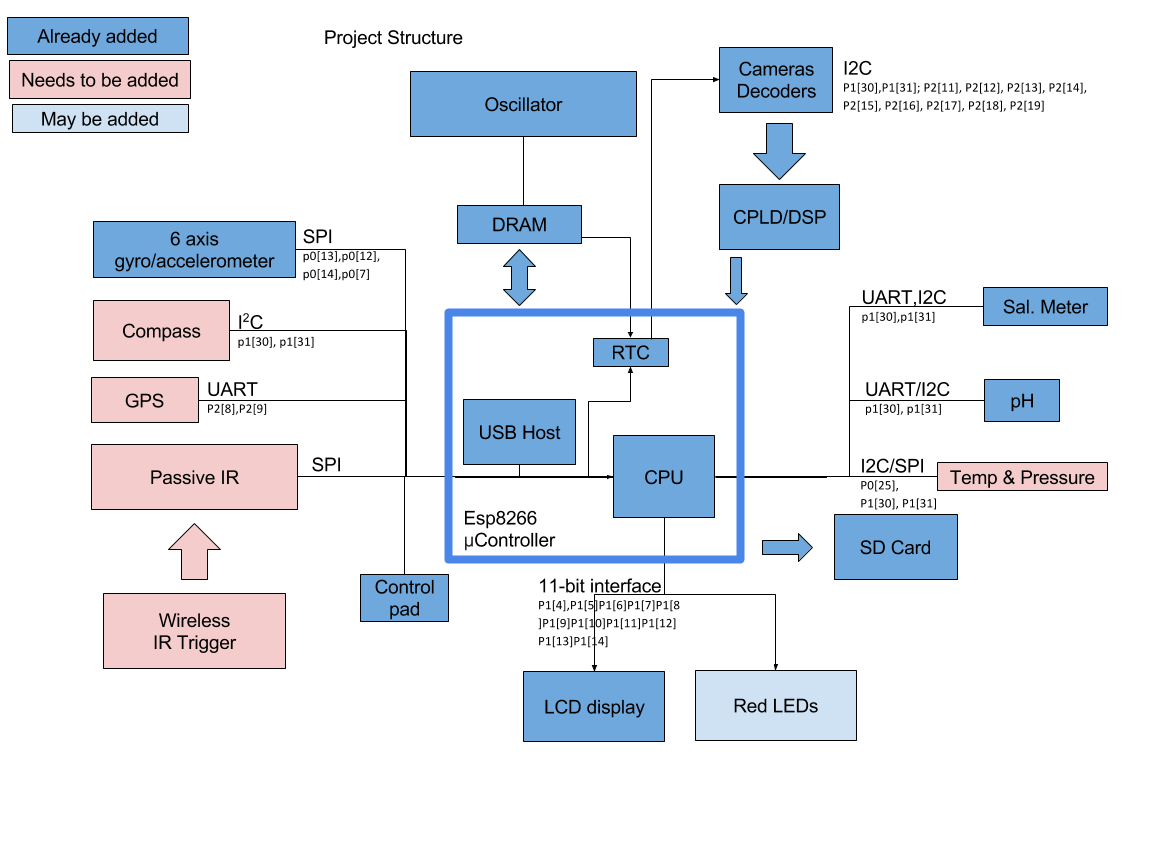 Already added
Needs to be added
May be added
Project Structure
Oscillator
Cameras
Decoders
I2C
P1[30],P1[31]; P2[11], P2[12], P2[13], P2[14],
P2[15], P2[16], P2[17], P2[18], P2[19]
DRAM
CPLD/DSP
6 axis
gyro/accelerometer
SPI
p0[13],p0[12],
p0[14],p0[7]
Compass
I²C
p1[30], p1[31]
GPS
UART
P2[8],P2[9]
Passive IR
SPI
Wireless
IR Trigger
Control
pad
RTC
USB Host
CPU
Esp8266
µController
UART,I2C
p1[30],p1[31]
Sal. Meter
UART/I2C
p1[30], p1[31]
pH
I2C/SPI
P0[25],
P1[30], P1[31]
Temp & Pressure
SD Card
11-bit interface
P1[4],P1[5]P1[6]P1[7]P1[8
]P1[9]P1[10]P1[11]P1[12]
P1[13]P1[14]
LCD display
Red LEDs